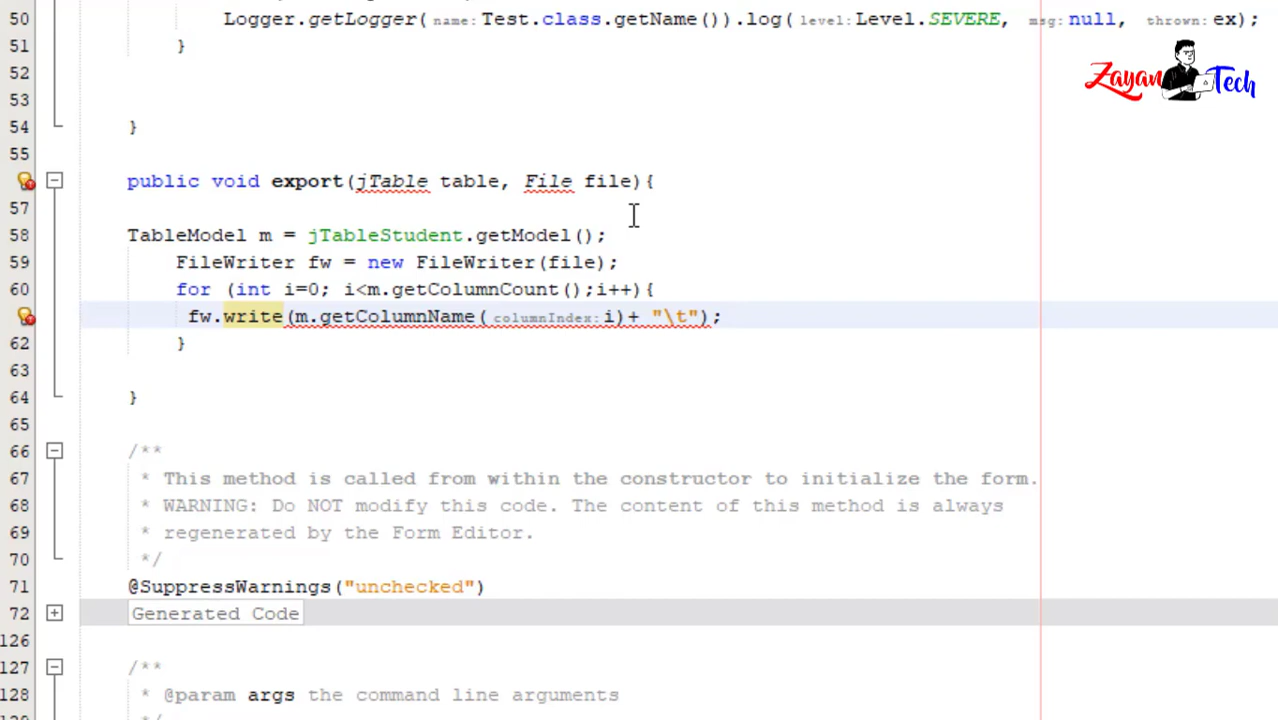 50 Logger.getLogger(name:Test.class.getName()).log(level:Level.SEVERE, msg:null, thrown:ex);
51 }
52
53
54 }
55
public void export(jTable table, File file){
57
58 TableModel m = jTableStudent.getModel();
59 FileWriter fw = new FileWriter(file);
60 for (int i=0; i<m.getColumnCount();i++){
fw.write(m.getColumnName(columnIndex:i)+ "\t");
62 }
63
64 }
65
66 /**
67 * This method is called from within the constructor to initialize the form.
68 * WARNING: Do NOT modify this code. The content of this method is always
69 * regenerated by the Form Editor.
70 */
71 @SuppressWarnings("unchecked")
72 Generated Code
126
127 /**
128 * @param args the command line arguments
Zayan Tech